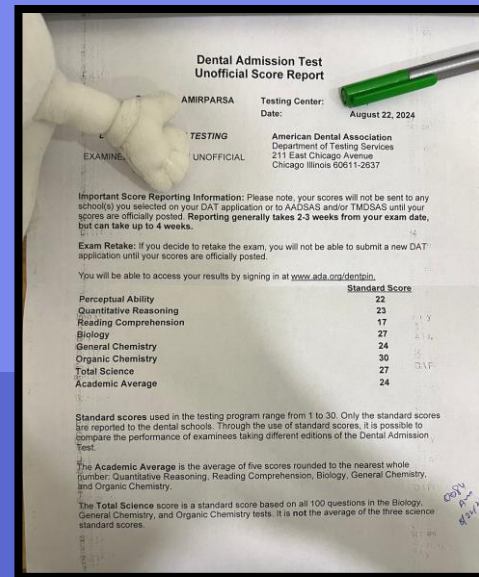 Dental Admission Test
Unofficial Score Report
AMIRPARSA Testing Center:
Date: August 22, 2024
TESTING American Dental Association
Department of Testing Services
EXAMINE UNOFFICIAL 211 East Chicago Avenue
Chicago Illinois 60611-2637
Important Score Reporting Information: Please note, your scores will not be sent to any
school(s) you selected on your DAT application or to AADSAS and/or TMDSAS until your
scores are officially posted. Reporting generally takes 2-3 weeks from your exam date,
but can take up to 4 weeks.
Exam Retake: If you decide to retake the exam, you will not be able to submit a new DAT
application until your scores are officially posted.
You will be able to access your results by signing in at www.ada.org/dentpin.
Standard Score
Perceptual Ability 22
Quantitative Reasoning 23
Reading Comprehension 17
Biology 27
General Chemistry 24
Organic Chemistry 30
Total Science 27
Academic Average 24
Standard scores used in the testing program range from 1 to 30. Only the standard scores
are reported to the dental schools. Through the use of standard scores, it is possible to
compare the performance of examinees taking different editions of the Dental Admission
Test.
The Academic Average is the average of five scores rounded to the nearest whole
number: Quantitative Reasoning, Reading Comprehension, Biology, General Chemistry,
and Organic Chemistry.
The Total Science score is a standard score based on all 100 questions in the Biology,
General Chemistry, and Organic Chemistry tests. It is not the average of the three science
standard scores.